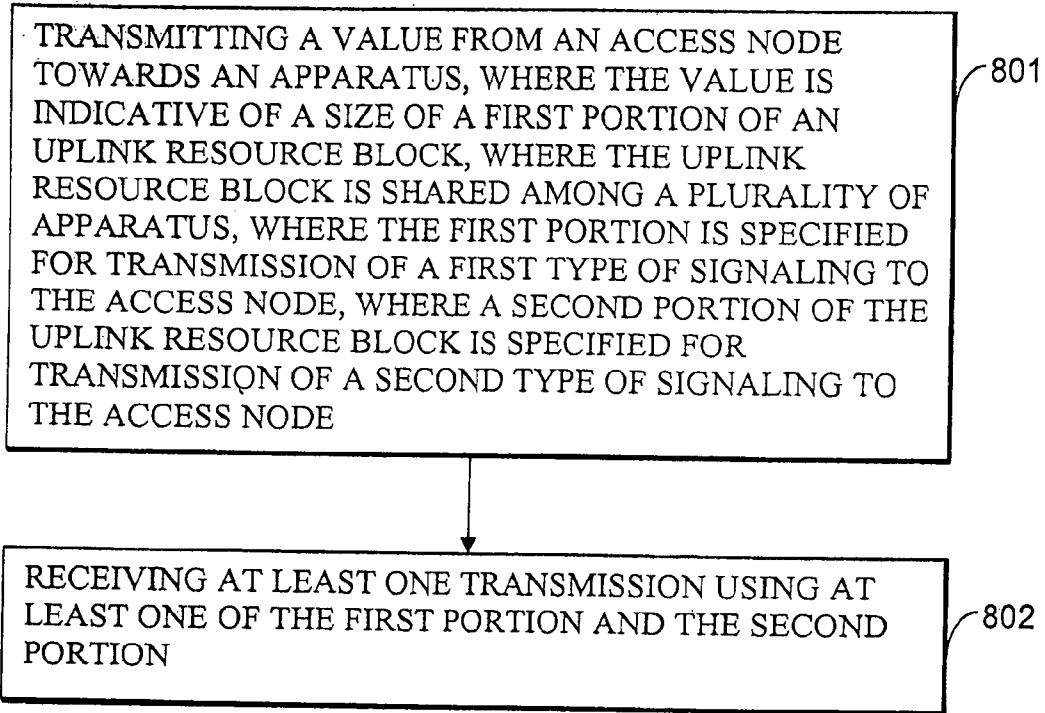 TRANSMITTING A VALUE FROM AN ACCESS NODE
TOWARDS AN APPARATUS, WHERE THE VALUE IS
INDICATIVE OF A SIZE OF A FIRST PORTION OF AN
UPLINK RESOURCE BLOCK, WHERE THE UPLINK
RESOURCE BLOCK IS SHARED AMONG A PLURALITY OF
APPARATUS, WHERE THE FIRST PORTION IS SPECIFIED
FOR TRANSMISSION OF A FIRST TYPE OF SIGNALING TO
THE ACCESS NODE, WHERE A SECOND PORTION OF THE
UPLINK RESOURCE BLOCK IS SPECIFIED FOR
TRANSMISSION OF A SECOND TYPE OF SIGNALING TO
THE ACCESS NODE
801
RECEIVING AT LEAST ONE TRANSMISSION USING AT
LEAST ONE OF THE FIRST PORTION AND THE SECOND
PORTION
802